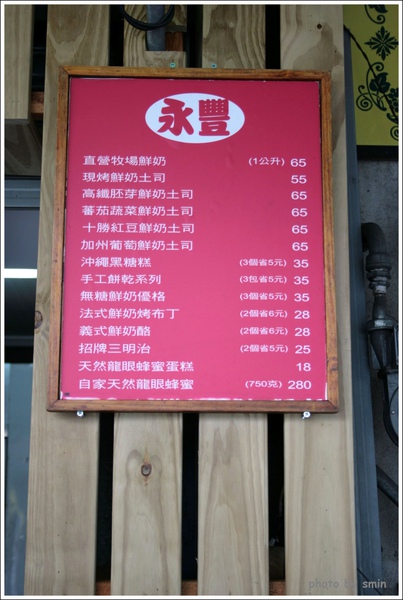 永豐
直營牧場鮮奶 (1公升) 65
現烤鮮奶土司 55
高纖胚芽鮮奶土司 65
蕃茄蔬菜鮮奶土司 65
十勝紅豆鮮奶土司 65
加州葡萄鮮奶土司 65
沖繩黑糖糕 (3個省5元) 35
手工餅乾系列 (3包省5元) 35
無糖鮮奶優格 (3個省5元) 35
法式鮮奶烤布丁 (2個省6元) 28
義式鮮奶酪 (2個省6元) 28
招牌三明治 (2個省5元) 25
天然龍眼蜂蜜蛋糕 18
自家天然龍眼蜂蜜 (750克) 280
photo by smin